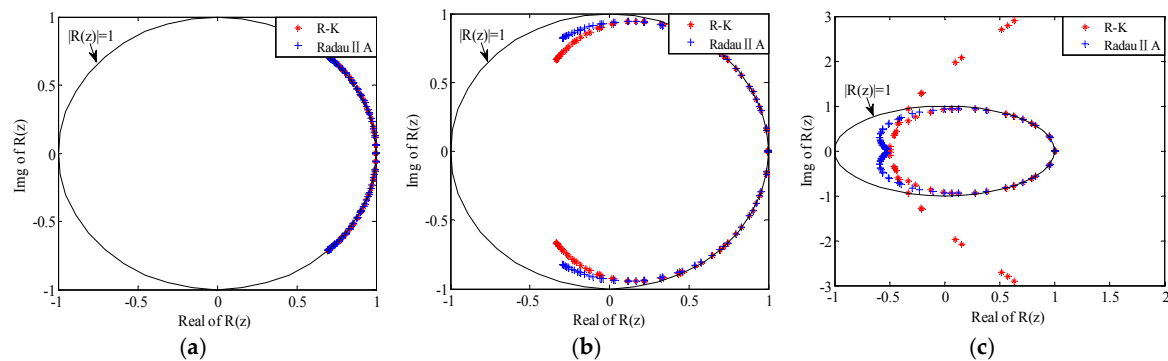 1
0.5
0
-0.5
-1
-1
-0.5
0
0.5
1
Img of R(z)
Real of R(z)
|R(z)|=1
R-K
Radau II A
(a)
1
0.5
0
-0.5
-1
-1
-0.5
0
0.5
1
Img of R(z)
Real of R(z)
|R(z)|=1
R-K
Radau II A
(b)
3
2
1
0
-1
-2
-3
-1
-0.5
0
0.5
1
1.5
2
Img of R(z)
Real of R(z)
|R(z)|=1
R-K
Radau II A
(c)